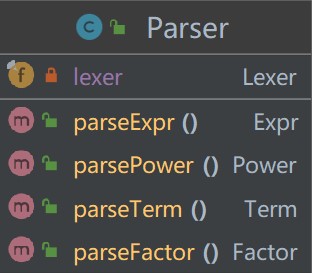 Parser
lexer Lexer
parseExpr () Expr
parsePower () Power
parseTerm () Term
parseFactor () Factor